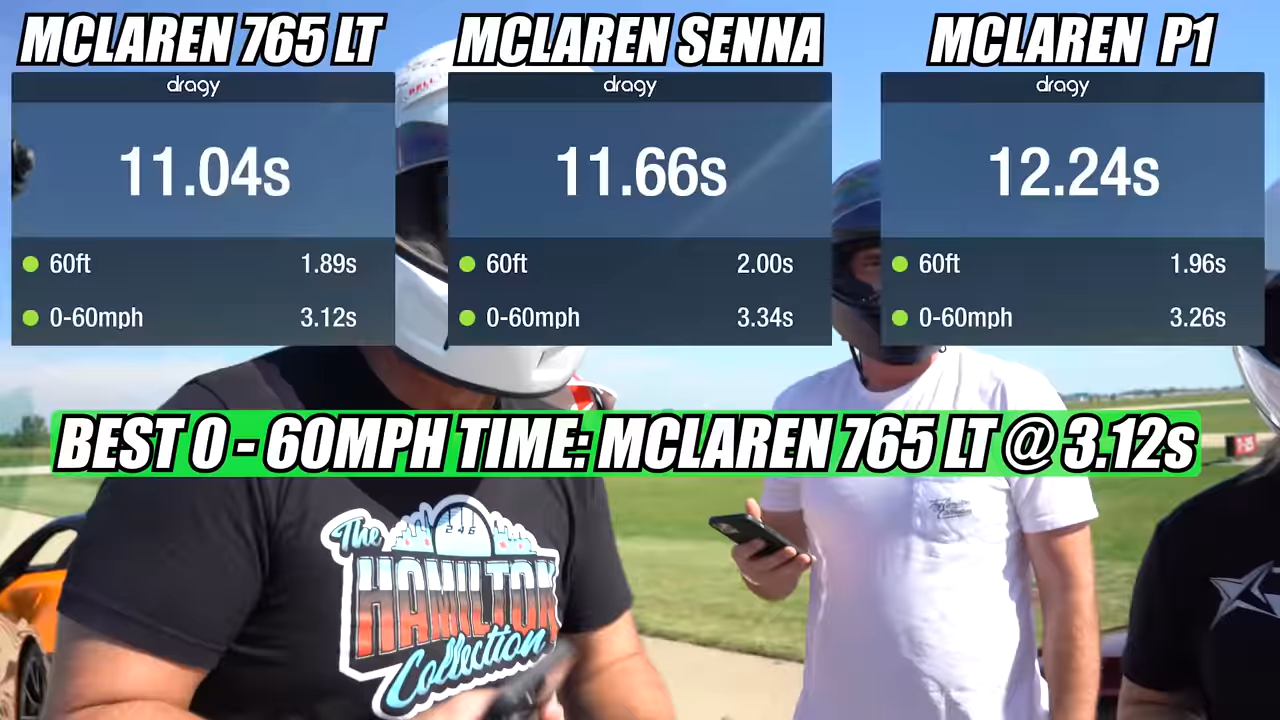 MCLAREN 765 LT
dragy
11.04s
60ft 1.89s
0-60mph 3.12s
MCLAREN SENNA
dragy
11.66s
60ft 2.00s
0-60mph 3.34s
MCLAREN P1
dragy
12.24s
60ft 1.96s
0-60mph 3.26s
BELL
BEST 0 - 60MPH TIME: MCLAREN 765 LT @ 3.12s
246
The
HAMILTON
Collection